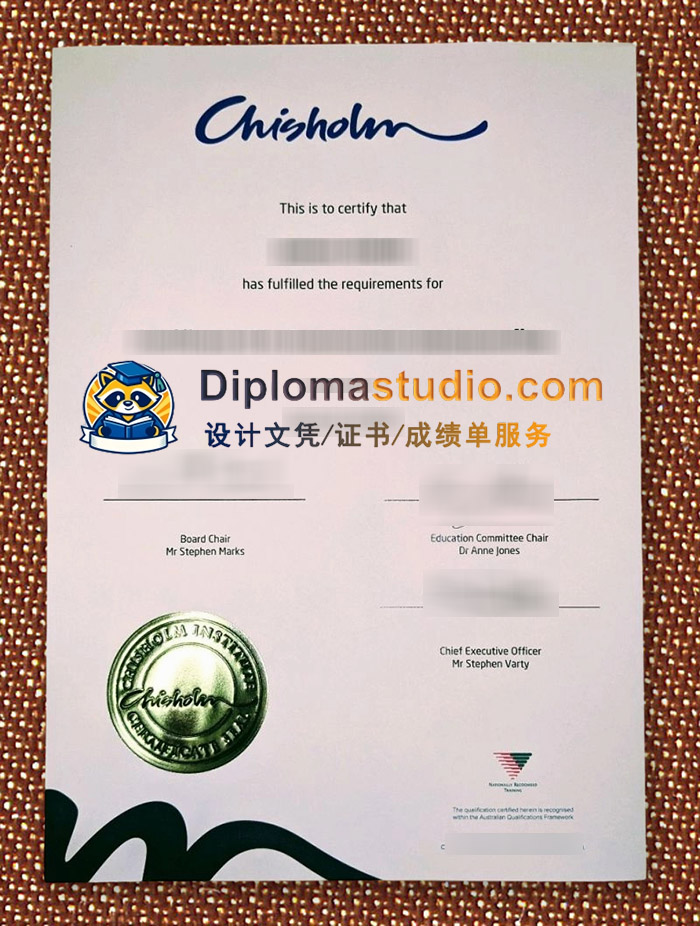 Chisholm
This is to certify that
has fulfilled the requirements for
Diplomastudio.com
设计文凭/证书/成绩单服务
Board Chair
Mr Stephen Marks
Education Committee Chair
Dr Anne Jones
Chief Executive Officer
Mr Stephen Varty
CHISHOLM INSTITUTE
Chisholm
CERTIFICATE SEAL
NATIONALLY RECOGNISED
TRAINING
The qualification certified herein is recognised
within the Australian Qualifications Framework